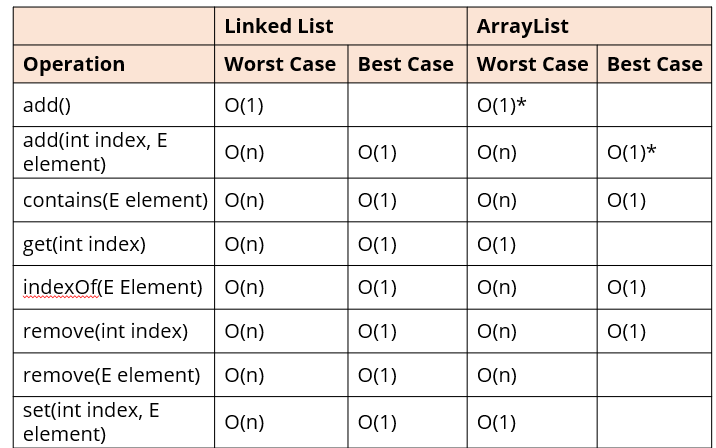 Linked List ArrayList
Operation Worst Case Best Case Worst Case Best Case
add() O(1) O(1)*
add(int index, E
element) O(n) O(1) O(n) O(1)*
contains(E element) O(n) O(1) O(n) O(1)
get(int index) O(n) O(1) O(1)
indexOf(E Element) O(n) O(1) O(n) O(1)
remove(int index) O(n) O(1) O(n) O(1)
remove(E element) O(n) O(1) O(n)
set(int index, E
element) O(n) O(1) O(1)